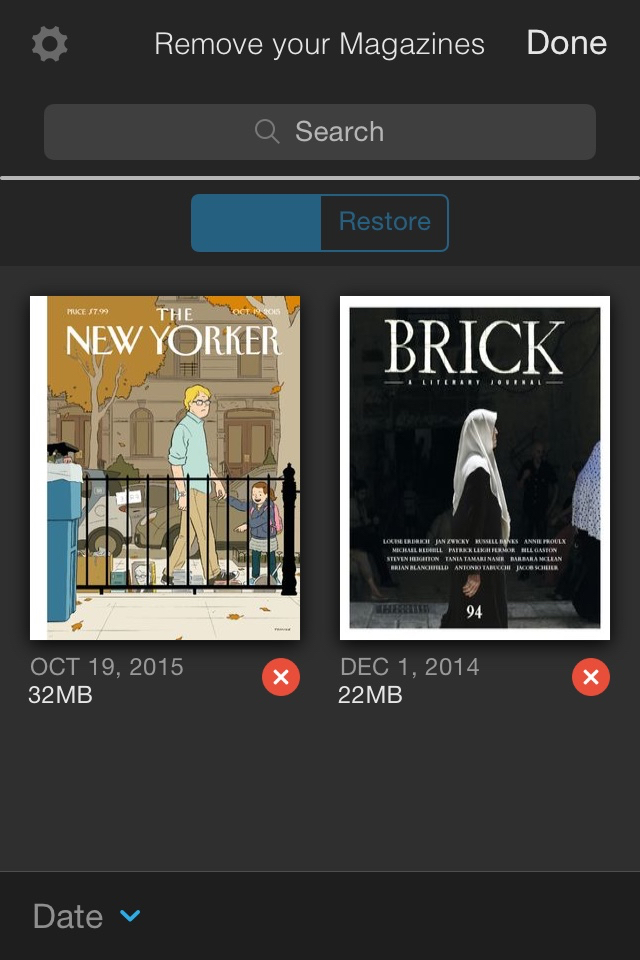 Remove your Magazines
Done
Search
Restore
PRICE $7.99
THE
OCT. 19, 2015
NEW YORKER
BRICK
A LITERARY JOURNAL
LOUISE ERDRICH JAN ZWICKY RUSSELL BANKS ANNIE PROULX
MICHAEL REDHILL PATRICK LEIGH FERMOR BILL GASTON
STEVEN HEIGHTON TANIA TAMARI NASIR BARBARA MCLEAN
BRIAN BLANCHFIELD ANTONIO TABUCCHI JACOB SCHEIER
94
OCT 19, 2015
32MB
DEC 1, 2014
22MB
Date